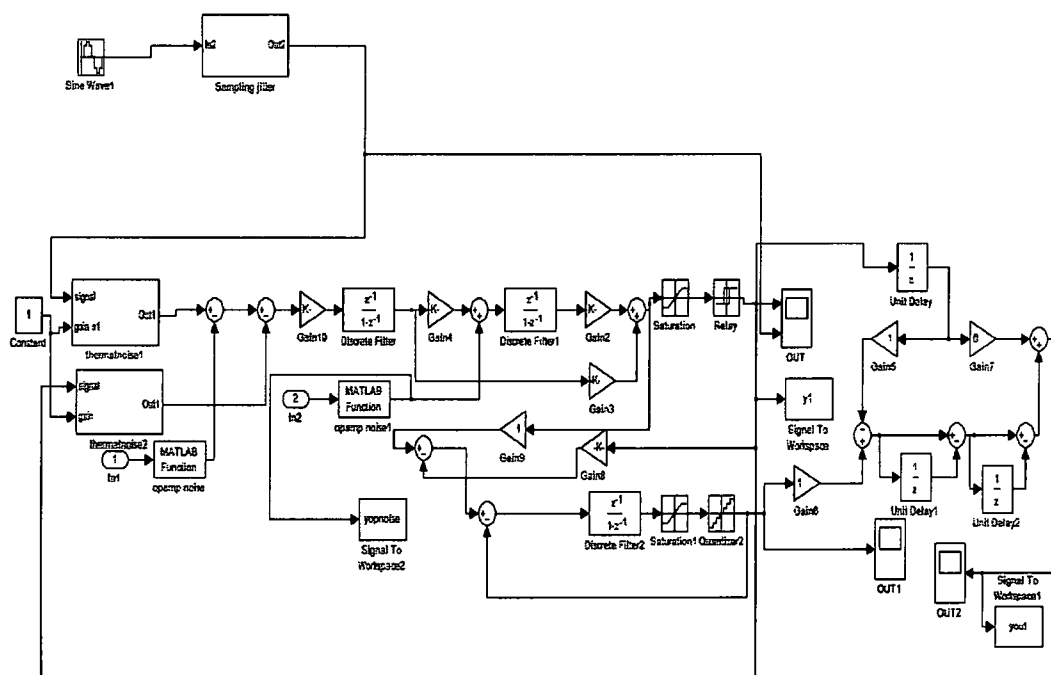 In2
Out2
Sine Wave1
Sampling jitter
signal
gain s1
Out1
thermalnoise1
1
Constant
signal
gain
Out1
thermalnoise2
1
In1
MATLAB
Function
opamp noise
-K-
Gain10
z-1
1-z-1
Discrete Filter
-K-
Gain4
z-1
1-z-1
Discrete Filter1
-K-
Gain2
Saturation
Relay
OUT
-K-
Gain3
2
In2
MATLAB
Function
opamp noise1
1
Gain9
-K-
Gain8
yopnoise
Signal To
Workspace2
z-1
1-z-1
Discrete Filter2
Saturation1
Quantizer2
y1
Signal To
Workspace
1
Gain6
OUT1
1
z
Unit Delay
1
Gain5
Gain7
1
z
Unit Delay1
1
z
Unit Delay2
OUT2
Signal To
Workspace1
yout